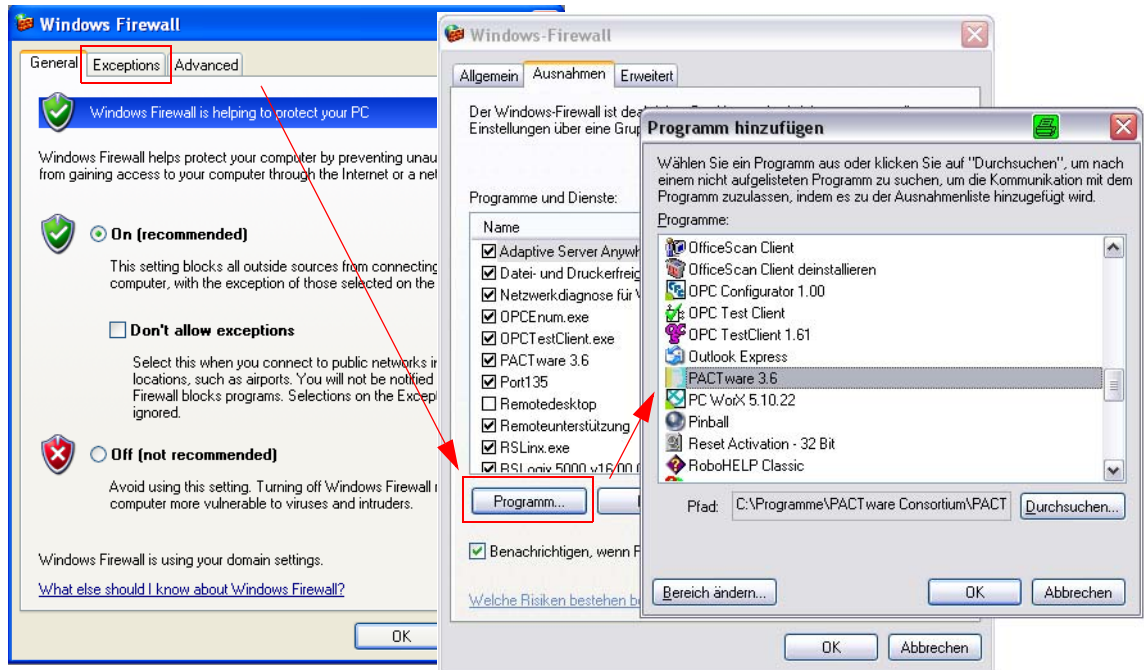 Windows Firewall
General
Exceptions
Advanced
Windows Firewall is helping to protect your PC
Windows Firewall helps protect your computer by preventing
from gaining access to your computer through the Internet or a
On (recommended)
This setting blocks all outside sources from connecting
computer, with the exception of those selected on the
Don't allow exceptions
Select this when you connect to public networks
locations, such as airports. You will not be notified
Firewall blocks programs. Selections on the
ignored.
Off (not recommended)
Avoid using this setting. Turning off Windows Firewall
computer more vulnerable to viruses and intruders.
Windows Firewall is using your domain settings.
What else should I know about Windows Firewall?
OK
Windows-Firewall
Allgemein
Ausnahmen
Erweitert
Der Windows-Firewall ist
Einstellungen über eine
Programme und Dienste:
Name
Adaptive Server
Datei- und
Netzwerkdiagnose für
OPCEnum.exe
OPCTestClient.exe
PACTware 3.6
Port135
Remotedesktop
Remoteunterstützung
RSLinx.exe
RSLogix 5000 v16.00
Programm...
Benachrichtigen, wenn
Welche Risiken bestehen
OK
Abbrechen
Programm hinzufügen
Wählen Sie ein Programm aus oder klicken Sie auf "Durchsuchen", um nach
einem nicht aufgelisteten Programm zu suchen, um die Kommunikation mit dem
Programm zuzulassen, indem es zu der Ausnahmenliste hinzugefügt wird.
Programme:
OfficeScan Client
OfficeScan Client deinstallieren
OPC Configurator 1.00
OPC Test Client
OPC TestClient 1.61
Outlook Express
PACTware 3.6
PC WorX 5.10.22
Pinball
Reset Activation - 32 Bit
RoboHELP Classic
Pfad:
C:\Programme\PACTware Consortium\PACT
Durchsuchen...
Bereich ändern...
OK
Abbrechen